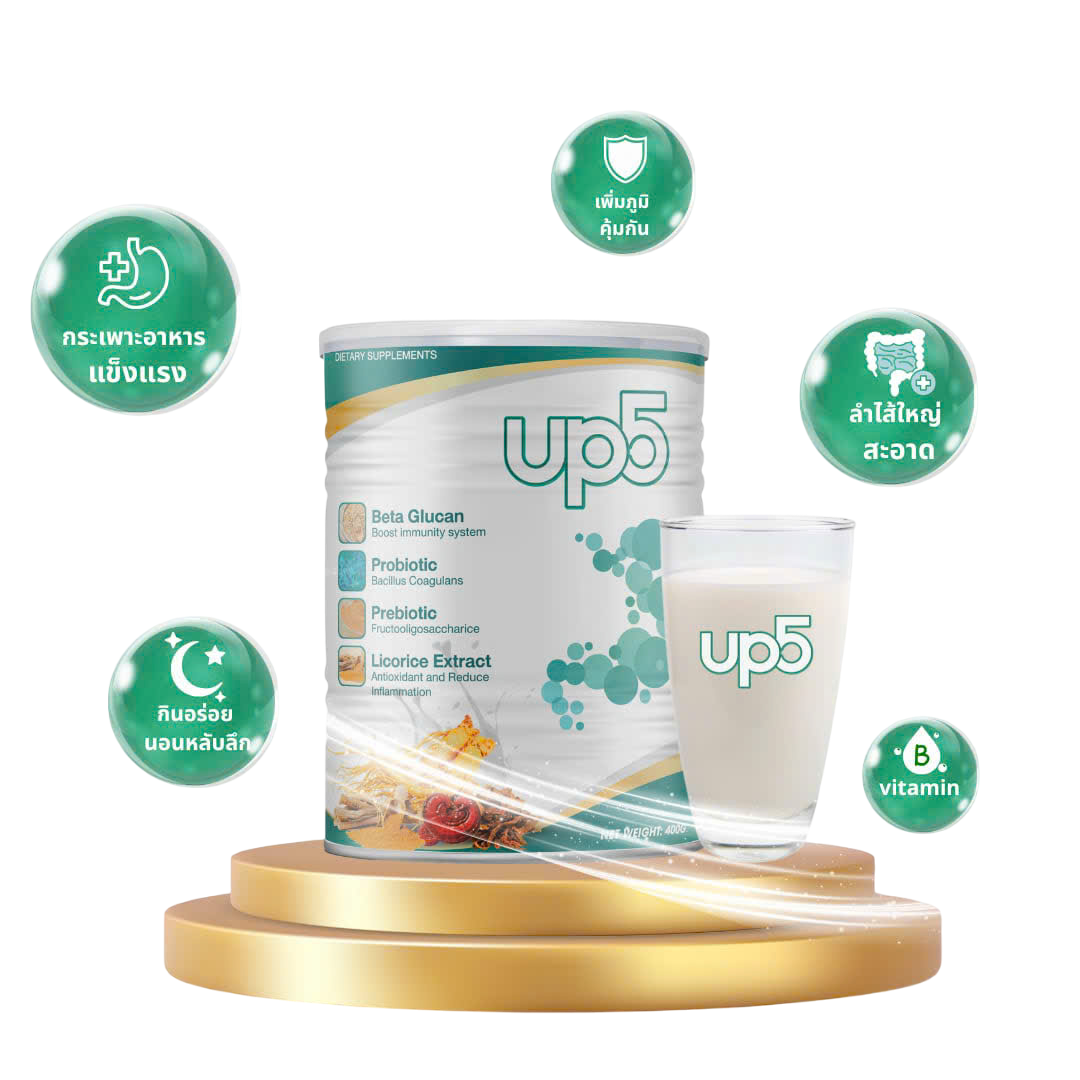 เพิ่มภูมิ
คุ้มกัน
กระเพาะอาหาร
แข็งแรง
ลำไส้ใหญ่
สะอาด
DIETARY SUPPLEMENTS
up5
Beta Glucan
Boost immunity system
Probiotic
Bacillus Coagulans
Prebiotic
Fructooligosaccharice
Licorice Extract
Antioxidant and Reduce
Inflammation
NET WEIGHT: 400G
up5
กินอร่อย
นอนหลับลึก
B
vitamin